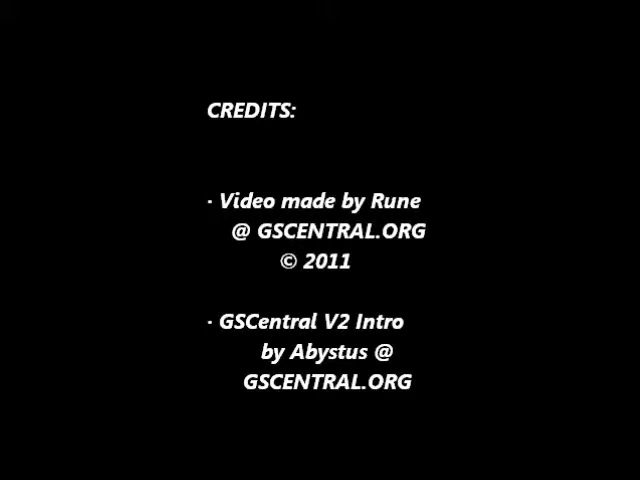 CREDITS:
· Video made by Rune
@ GSCENTRAL.ORG
© 2011
· GSCentral V2 Intro
by Abystus @
GSCENTRAL.ORG